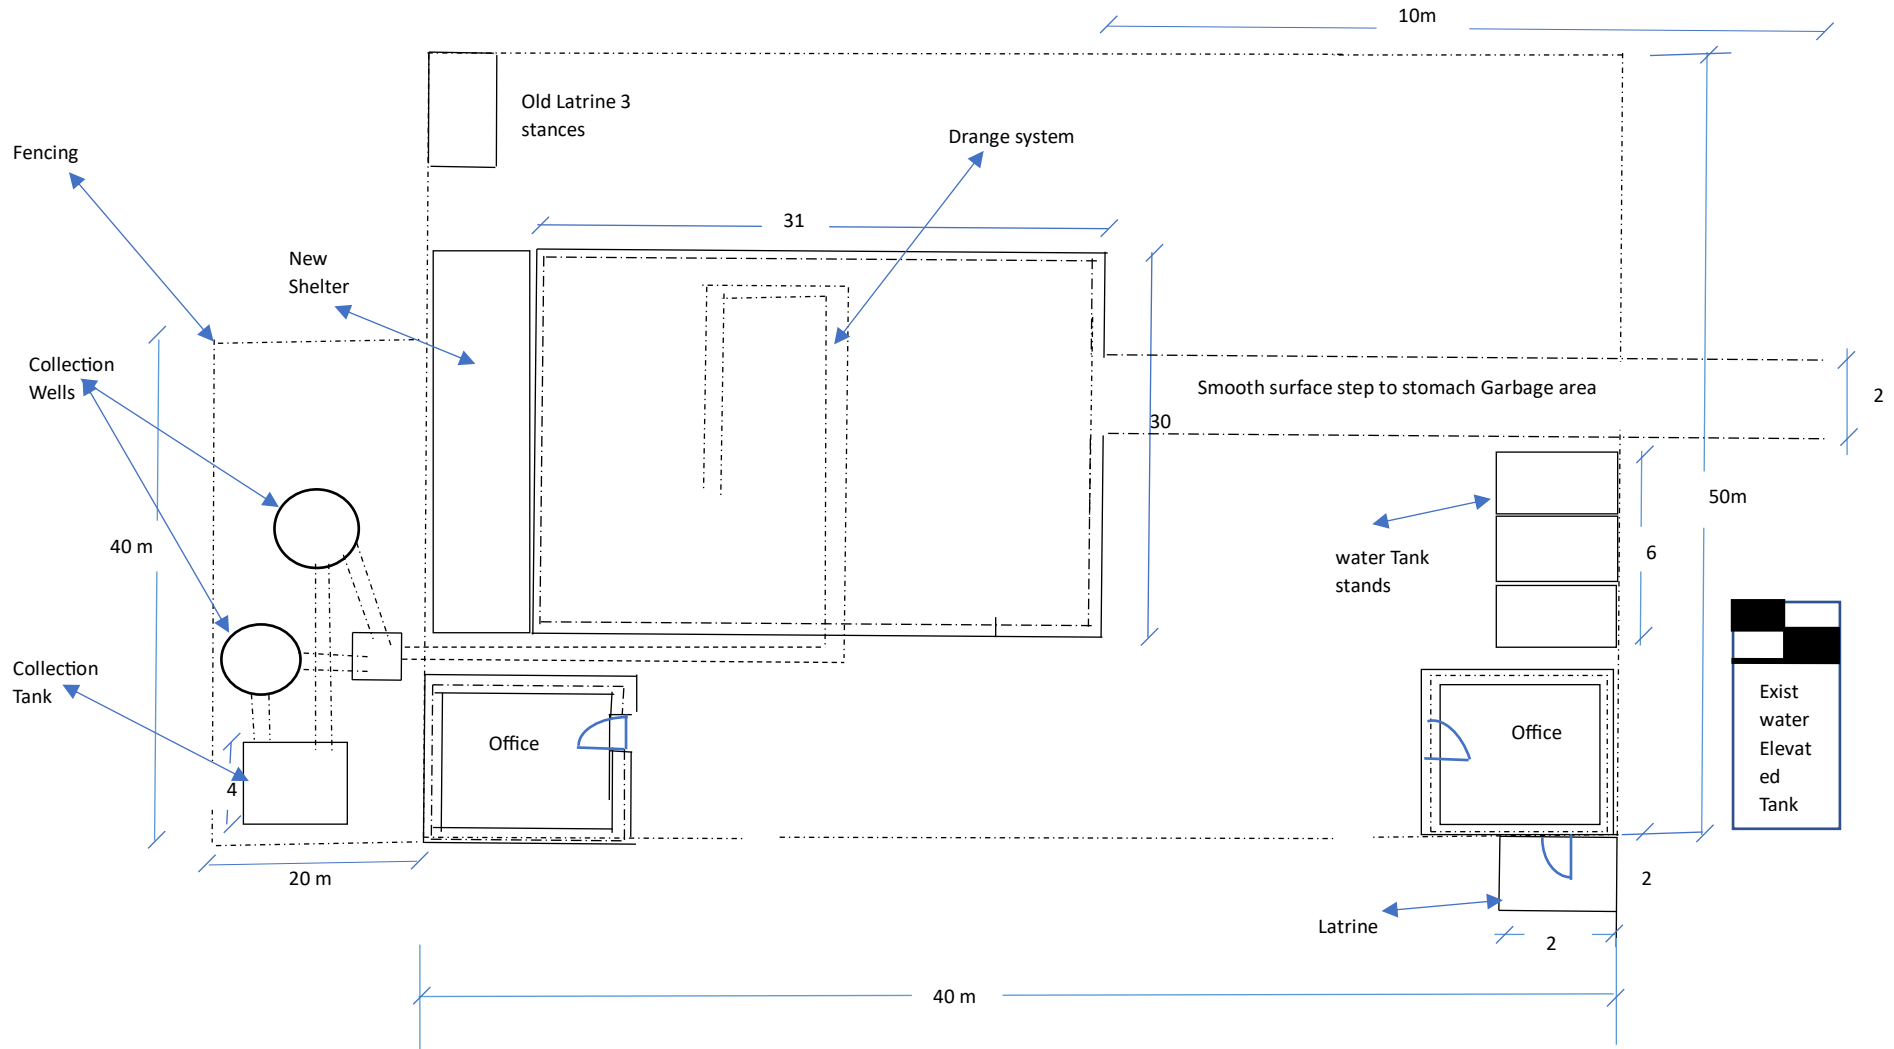 10m
Old Latrine 3
stances
Drange system
Fencing
31
New
Shelter
Collection
Wells
Smooth surface step to stomach Garbage area
2
30
50m
40 m
water Tank
stands
6
Collection
Tank
Office
Office
Exist
water
Elevat
ed
Tank
4
20 m
2
Latrine
2
40 m